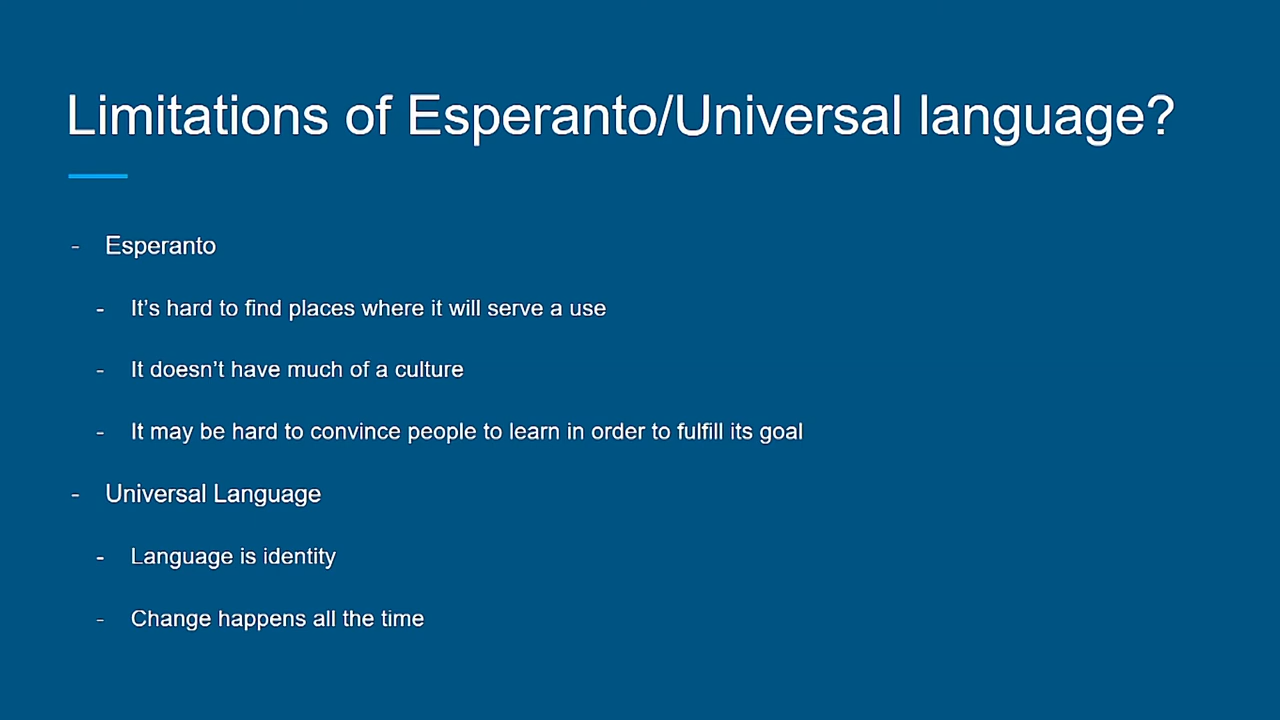 Limitations of Esperanto/Universal language?
- Esperanto
- It’s hard to find places where it will serve a use
- It doesn’t have much of a culture
- It may be hard to convince people to learn in order to fulfill its goal
- Universal Language
- Language is identity
- Change happens all the time